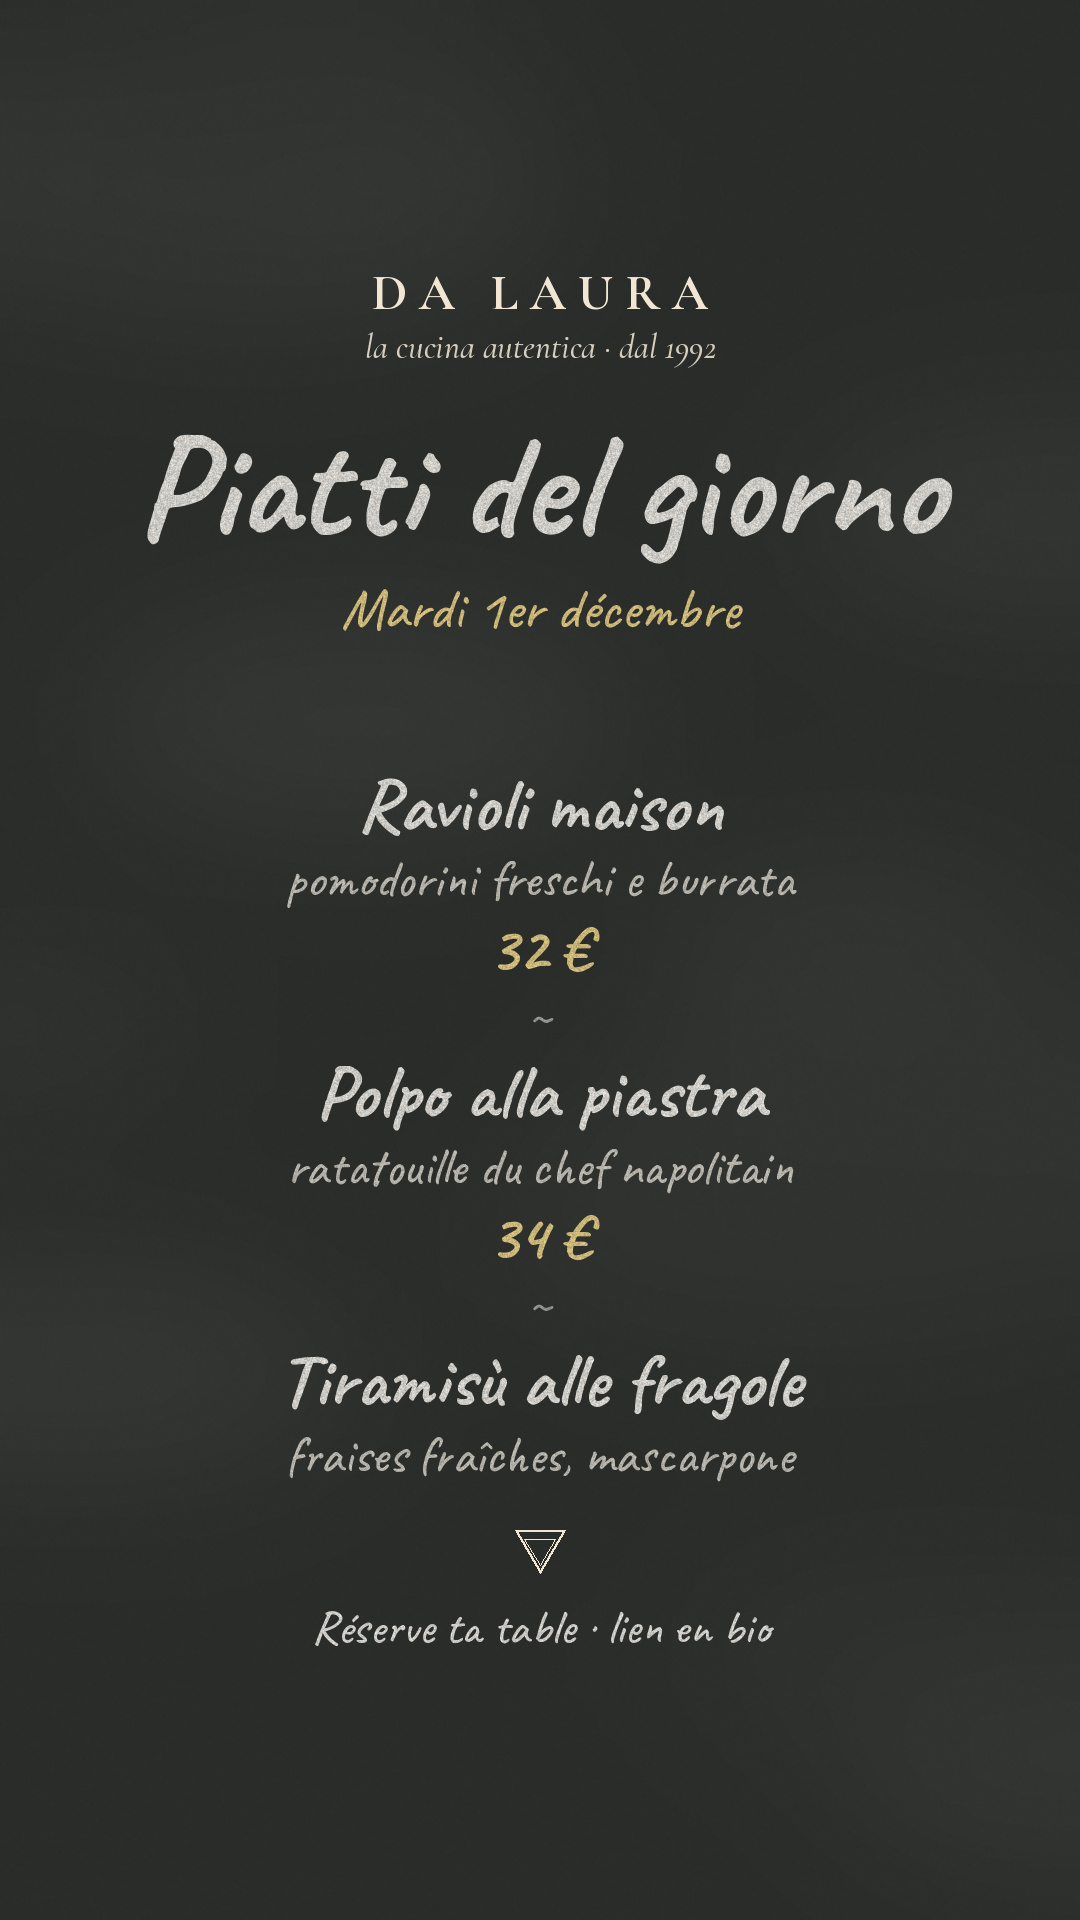 DA LAURA
la cucina autentica · dal 1992
Piatti del giorno
Mardi 1er décembre
Ravioli maison
pomodorini freschi e burrata
32 €
~
Polpo alla piastra
ratatouille du chef napolitain
34 €
~
Tiramisù alle fragole
fraises fraîches, mascarpone
Réserve ta table · lien en bio